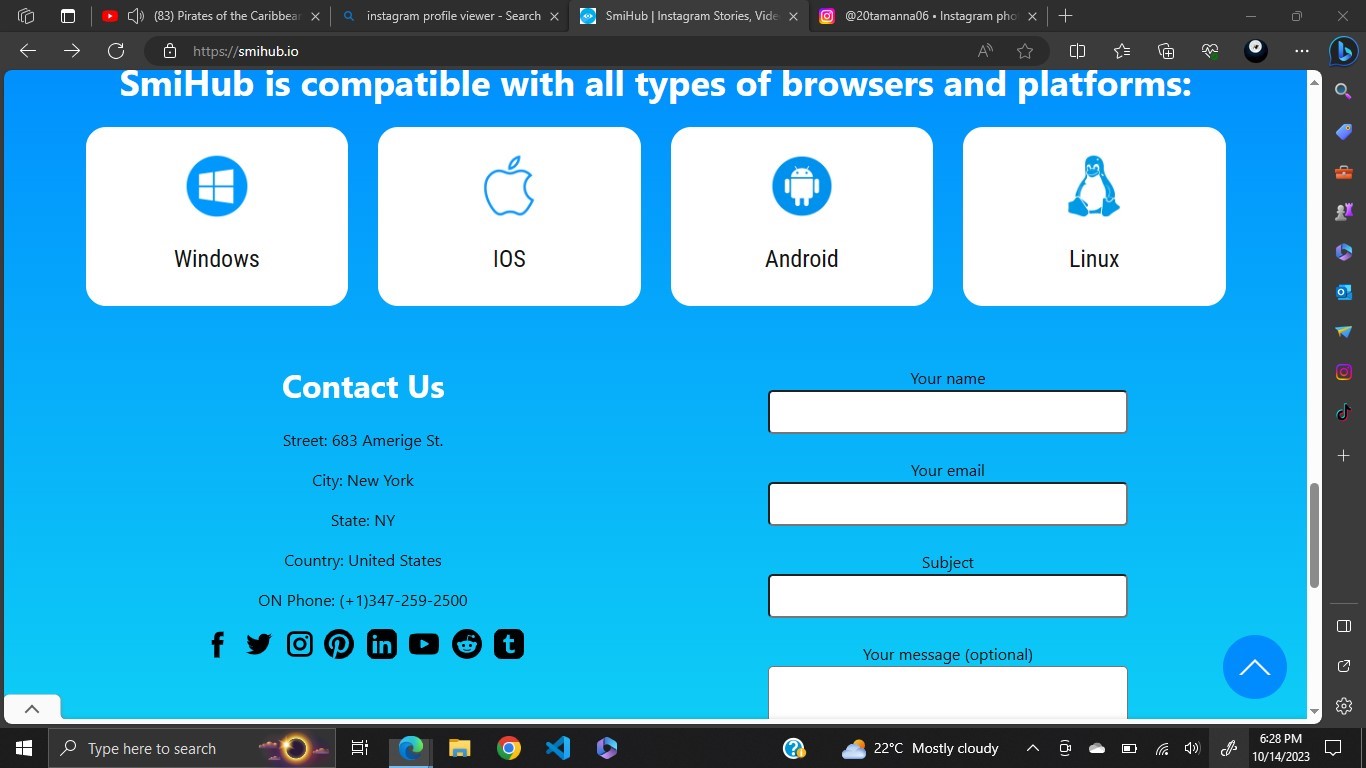 (83) Pirates of the Caribbean
instagram profile viewer - Search
SmiHub | Instagram Stories, Vide
@20tamanna06 • Instagram pho
https://smihub.io
SmiHub is compatible with all types of browsers and platforms:
Windows
IOS
Android
Linux
Contact Us
Street: 683 Amerige St.
City: New York
State: NY
Country: United States
ON Phone: (+1)347-259-2500
Your name
Your email
Subject
Your message (optional)
Type here to search
22°C Mostly cloudy
6:28 PM
10/14/2023